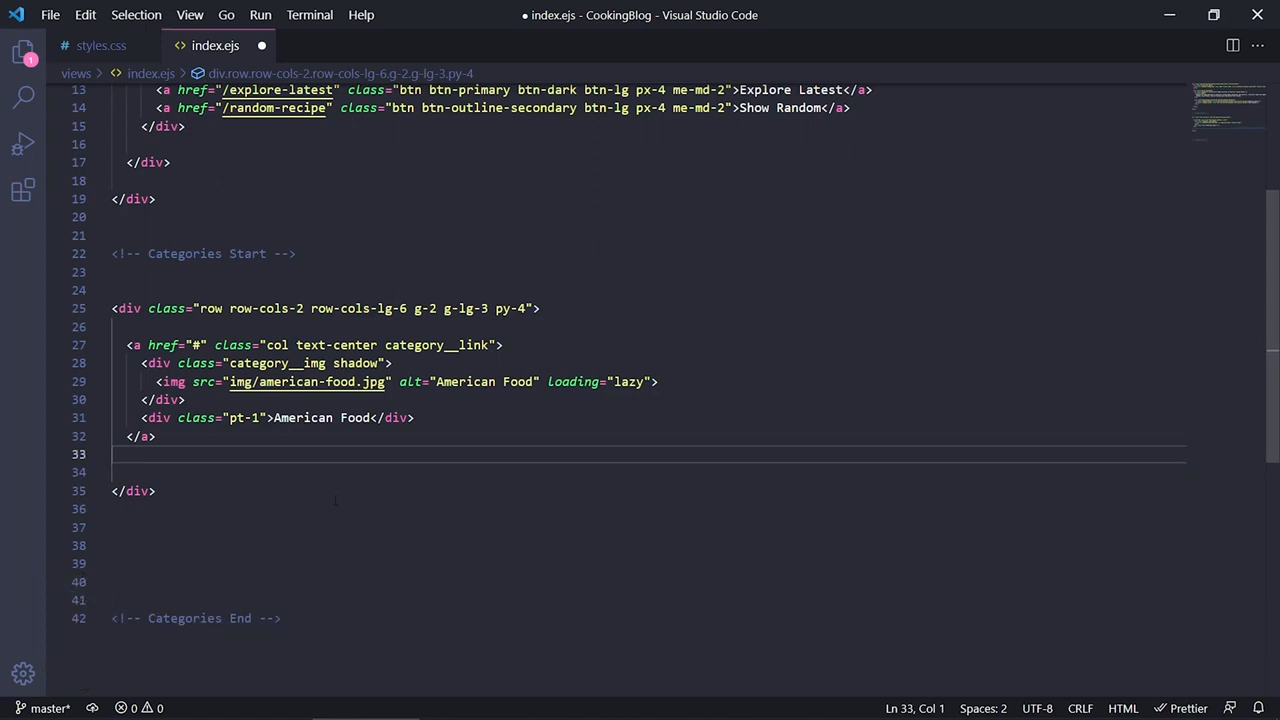 File Edit Selection View Go Run Terminal Help
● index.ejs - CookingBlog - Visual Studio Code
1
# styles.css
<> index.ejs ●
views > <> index.ejs > div.row.row-cols-2.row-cols-lg-6.g-2.g-lg-3.py-4
13 <a href="/explore-latest" class="btn btn-primary btn-dark btn-lg px-4 me-md-2">Explore Latest</a>
14 <a href="/random-recipe" class="btn btn-outline-seconary btn-lg px-4 me-md-2">Show Random</a>
15 </div>
16
17 </div>
18
19 </div>
20
21
22 <!-- Categories Start -->
23
24
25 <div class="row row-cols-2 row-cols-lg-6 g-2 g-lg-3 py-4">
26
27 <a href="#" class="col text-center category__link">
28 <div class="category__img shadow">
29 <img src="img/american-food.jpg" alt="American Food" loading="lazy">
30 </div>
31 <div class="pt-1">American Food</div>
32 </a>
33
34
35 </div>
36
37
38
39
40
41
42 <!-- Categories End -->
master* 0 0 Ln 33, Col 1 Spaces: 2 UTF-8 CRLF HTML Prettier